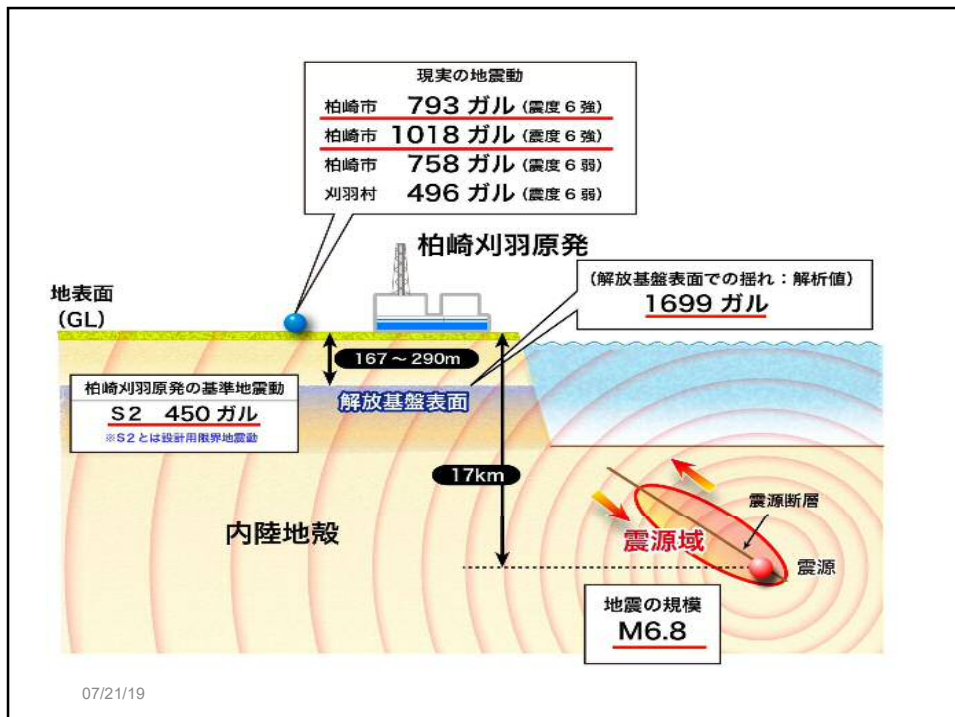 現実の地震動
柏崎市 793 ガル (震度6強)
柏崎市 1018 ガル (震度6強)
柏崎市 758 ガル (震度6弱)
刈羽村 496 ガル (震度6弱)
柏崎刈羽原発
(解放基盤表面での揺れ：解析値)
1699 ガル
地表面
(GL)
167～290m
柏崎刈羽原発の基準地震動
S2 450 ガル
※S2とは設計用限界地震動
解放基盤表面
17km
内陸地殻
震源域
震源断層
震源
地震の規模
M6.8
07/21/19